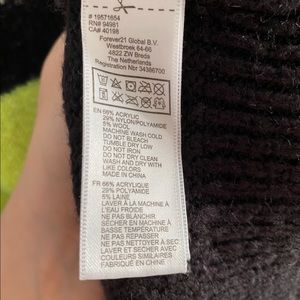 # 19571654
RN# 94981
CA# 40198
Forever21 Global B.V.
Westbroek 64-66
4822 ZW Breda
The Netherlands
Registration Nbr 34386700
EN 66% ACRYLIC
29% NYLON/POLYAMIDE
5% WOOL
MACHINE WASH COLD
DO NOT BLEACH
TUMBLE DRY LOW
DO NOT IRON
DO NOT DRY CLEAN
WASH AND DRY WITH
LIKE COLORS
MADE IN CHINA
FR 66% ACRYLIQUE
29% POLYAMIDE
5% LAINE
LAVER À LA MACHINE À
L'EAU FROIDE
NE PAS BLANCHIR
SÉCHER EN MACHINE À
BASSE TEMPÉRATURE
NE PAS REPASSER
NE PAS NETTOYER À SEC
LAVER ET SÉCHER AVEC
COULEURS SIMILAIRES
FABRIQUÉ EN CHINE